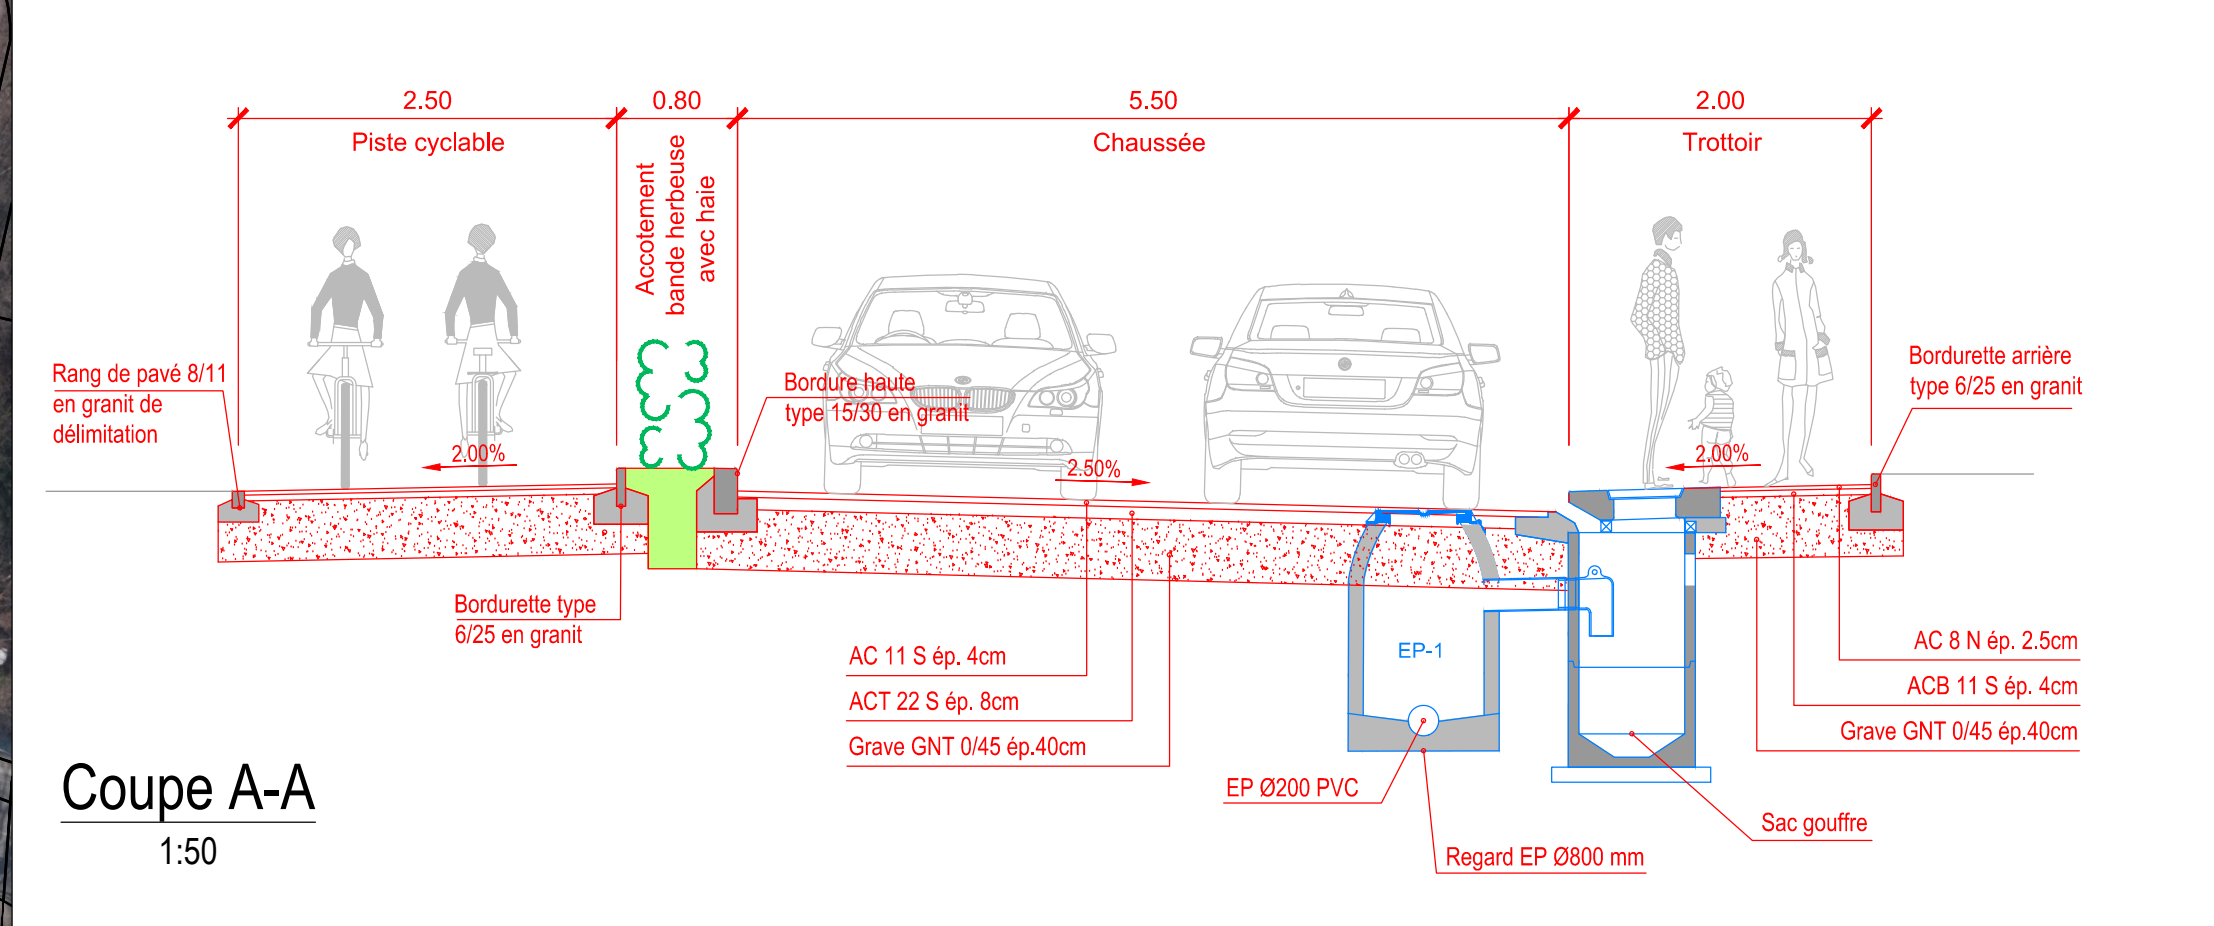 2.50
0.80
5.50
2.00
Piste cyclable
Accotement
bande herbeuse
avec haie
Chaussée
Trottoir
Rang de pavé 8/11
en granit de
délimitation
2.00%
Bordure haute
type 15/30 en granit
2.50%
2.00%
Bordurette arrière
type 6/25 en granit
Bordurette type
6/25 en granit
AC 11 S ép. 4cm
ACT 22 S ép. 8cm
Grave GNT 0/45 ép.40cm
EP-1
AC 8 N ép. 2.5cm
ACB 11 S ép. 4cm
Grave GNT 0/45 ép.40cm
EP Ø200 PVC
Sac gouffre
Regard EP Ø800 mm
Coupe A-A
1:50